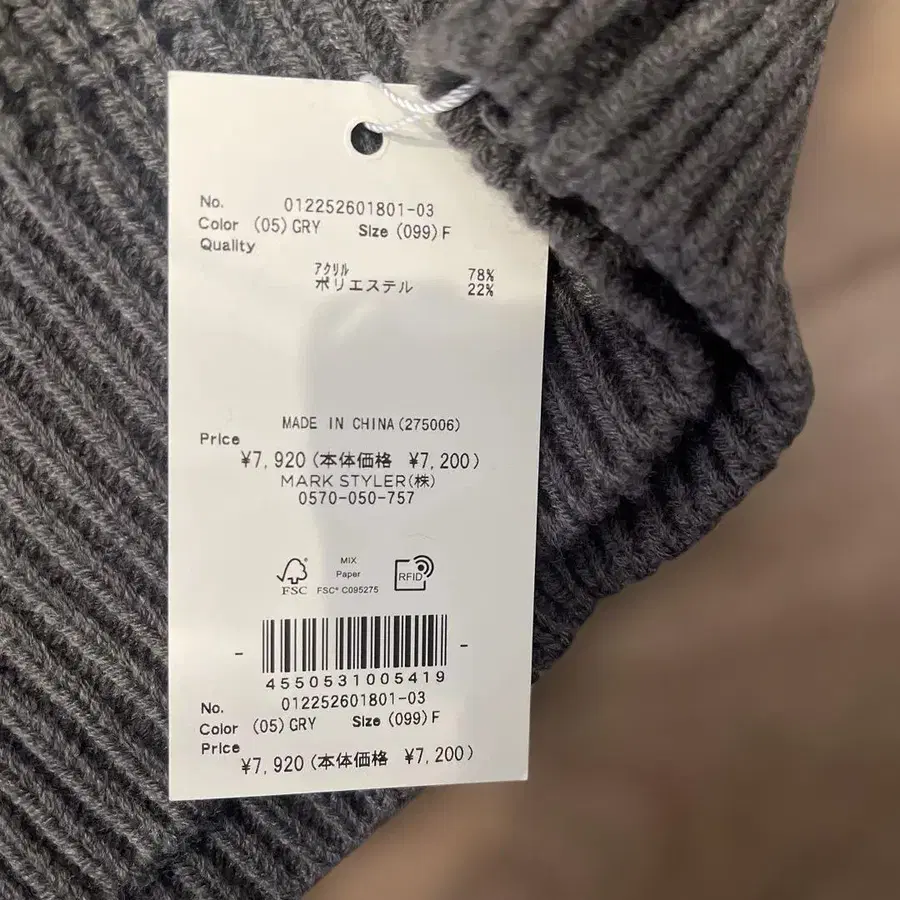 No. 012252601801-03
Color (05) GRY Size (099) F
Quality
アクリル 78%
ポリエステル 22%
MADE IN CHINA (275006)
Price
¥7,920 (本体価格 ¥7,200)
MARK STYLER(株)
0570-050-757
MIX
Paper
FSC FSC® C095275
RFID
4550531005419
No. 012252601801-03
Color (05) GRY Size (099) F
Price
¥7,920 (本体価格 ¥7,200)